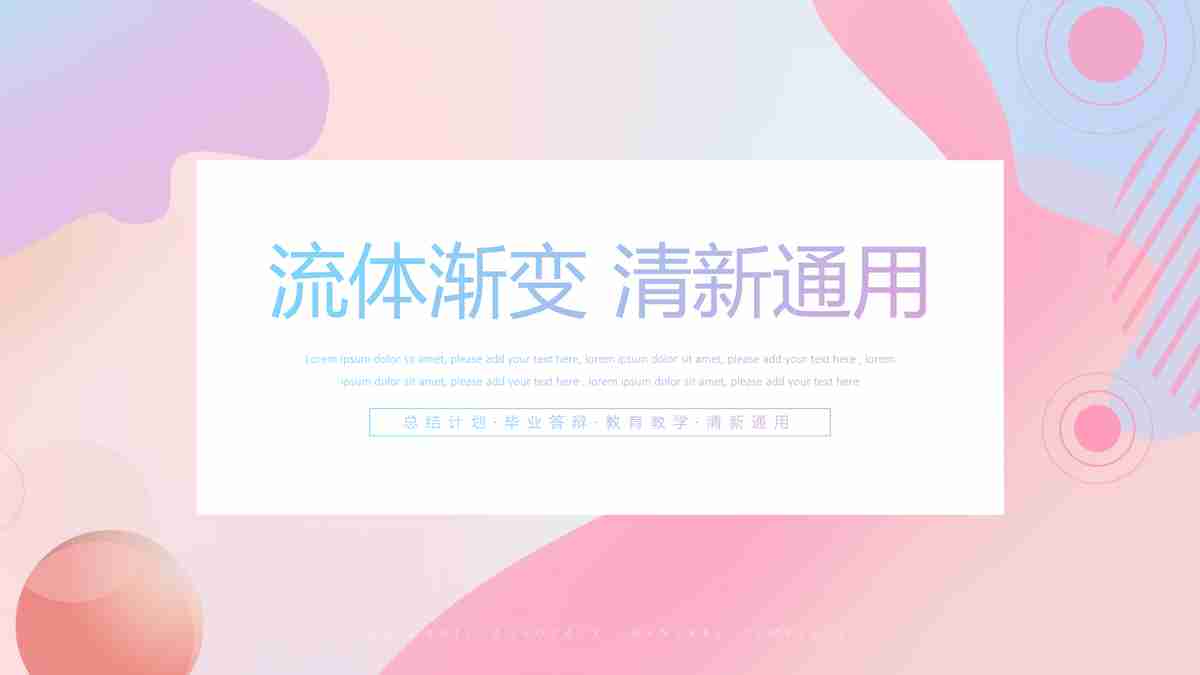 流体渐变 清新通用
Lorem ipsum dolor sit amet, please add your text here, lorem ipsum dolor sit amet, please add your text here , lorem
ipsum dolor sit amet, please add your text here , lorem ipsum dolor sit amet, please add your text here
总结计划·毕业答辩·教育教学·清新通用